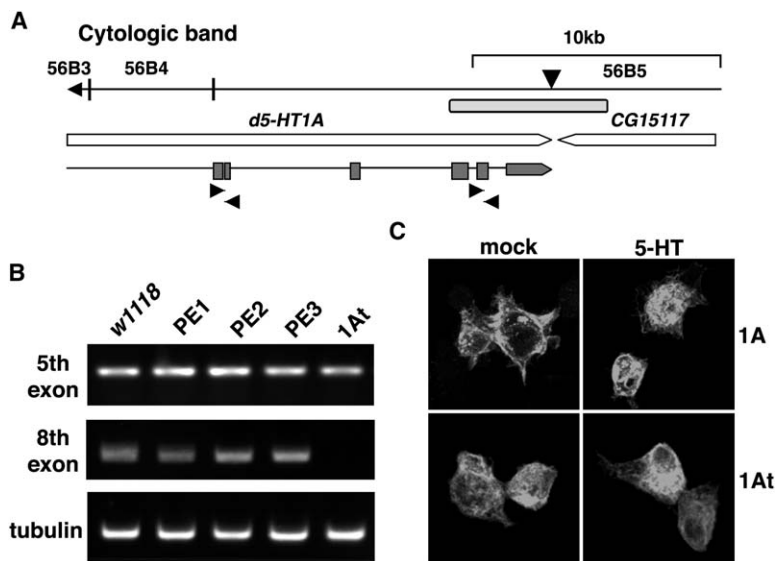 A
Cytologic band
10kb
56B3 56B4 56B5
d5-HT1A CG15117
B
w1118 PE1 PE2 PE3 1At
5th
exon
8th
exon
tubulin
C
mock 5-HT
1A
1At